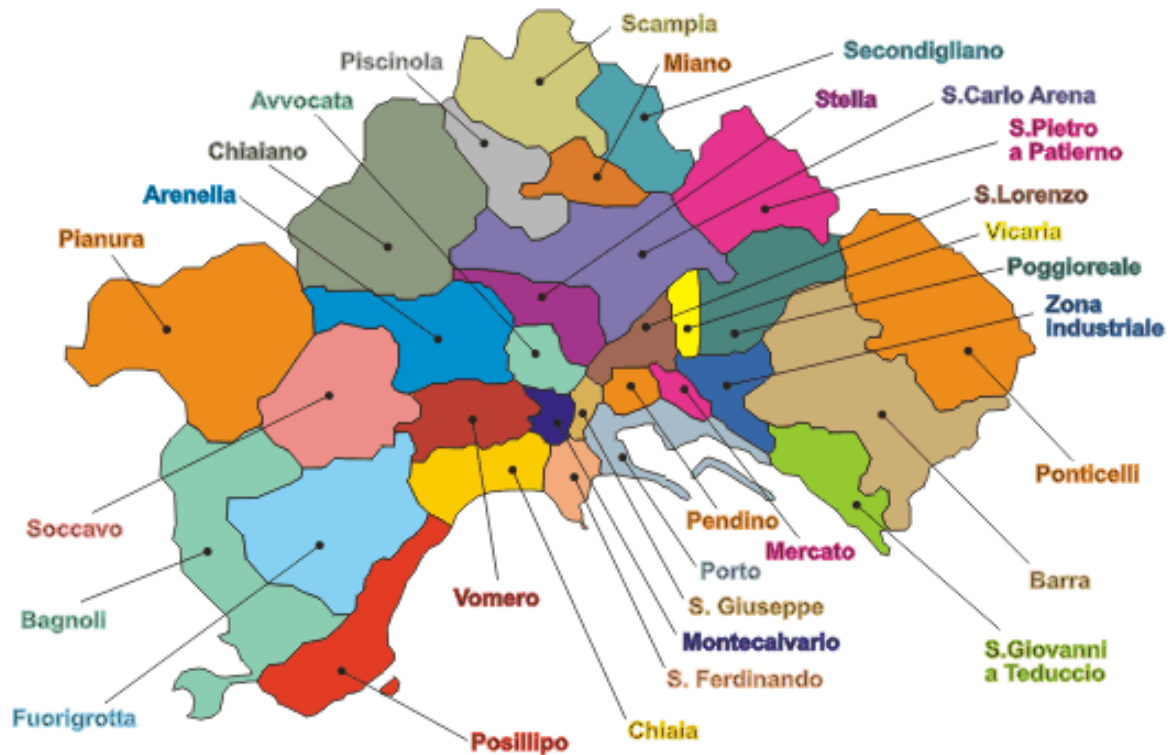 Scampia
Piscinola
Miano
Secondigliano
Avvocata
Stella
S.Carlo Arena
Chiaiano
S.Pietro
a Patierno
Arenella
S.Lorenzo
Pianura
Vicaria
Poggioreale
Zona
industriale
Ponticelli
Soccavo
Pendino
Mercato
Porto
Barra
Vomero
S. Giuseppe
Bagnoli
Montecalvario
S.Giovanni
a Teduccio
S. Ferdinando
Fuorigrotta
Chiaia
Posillipo